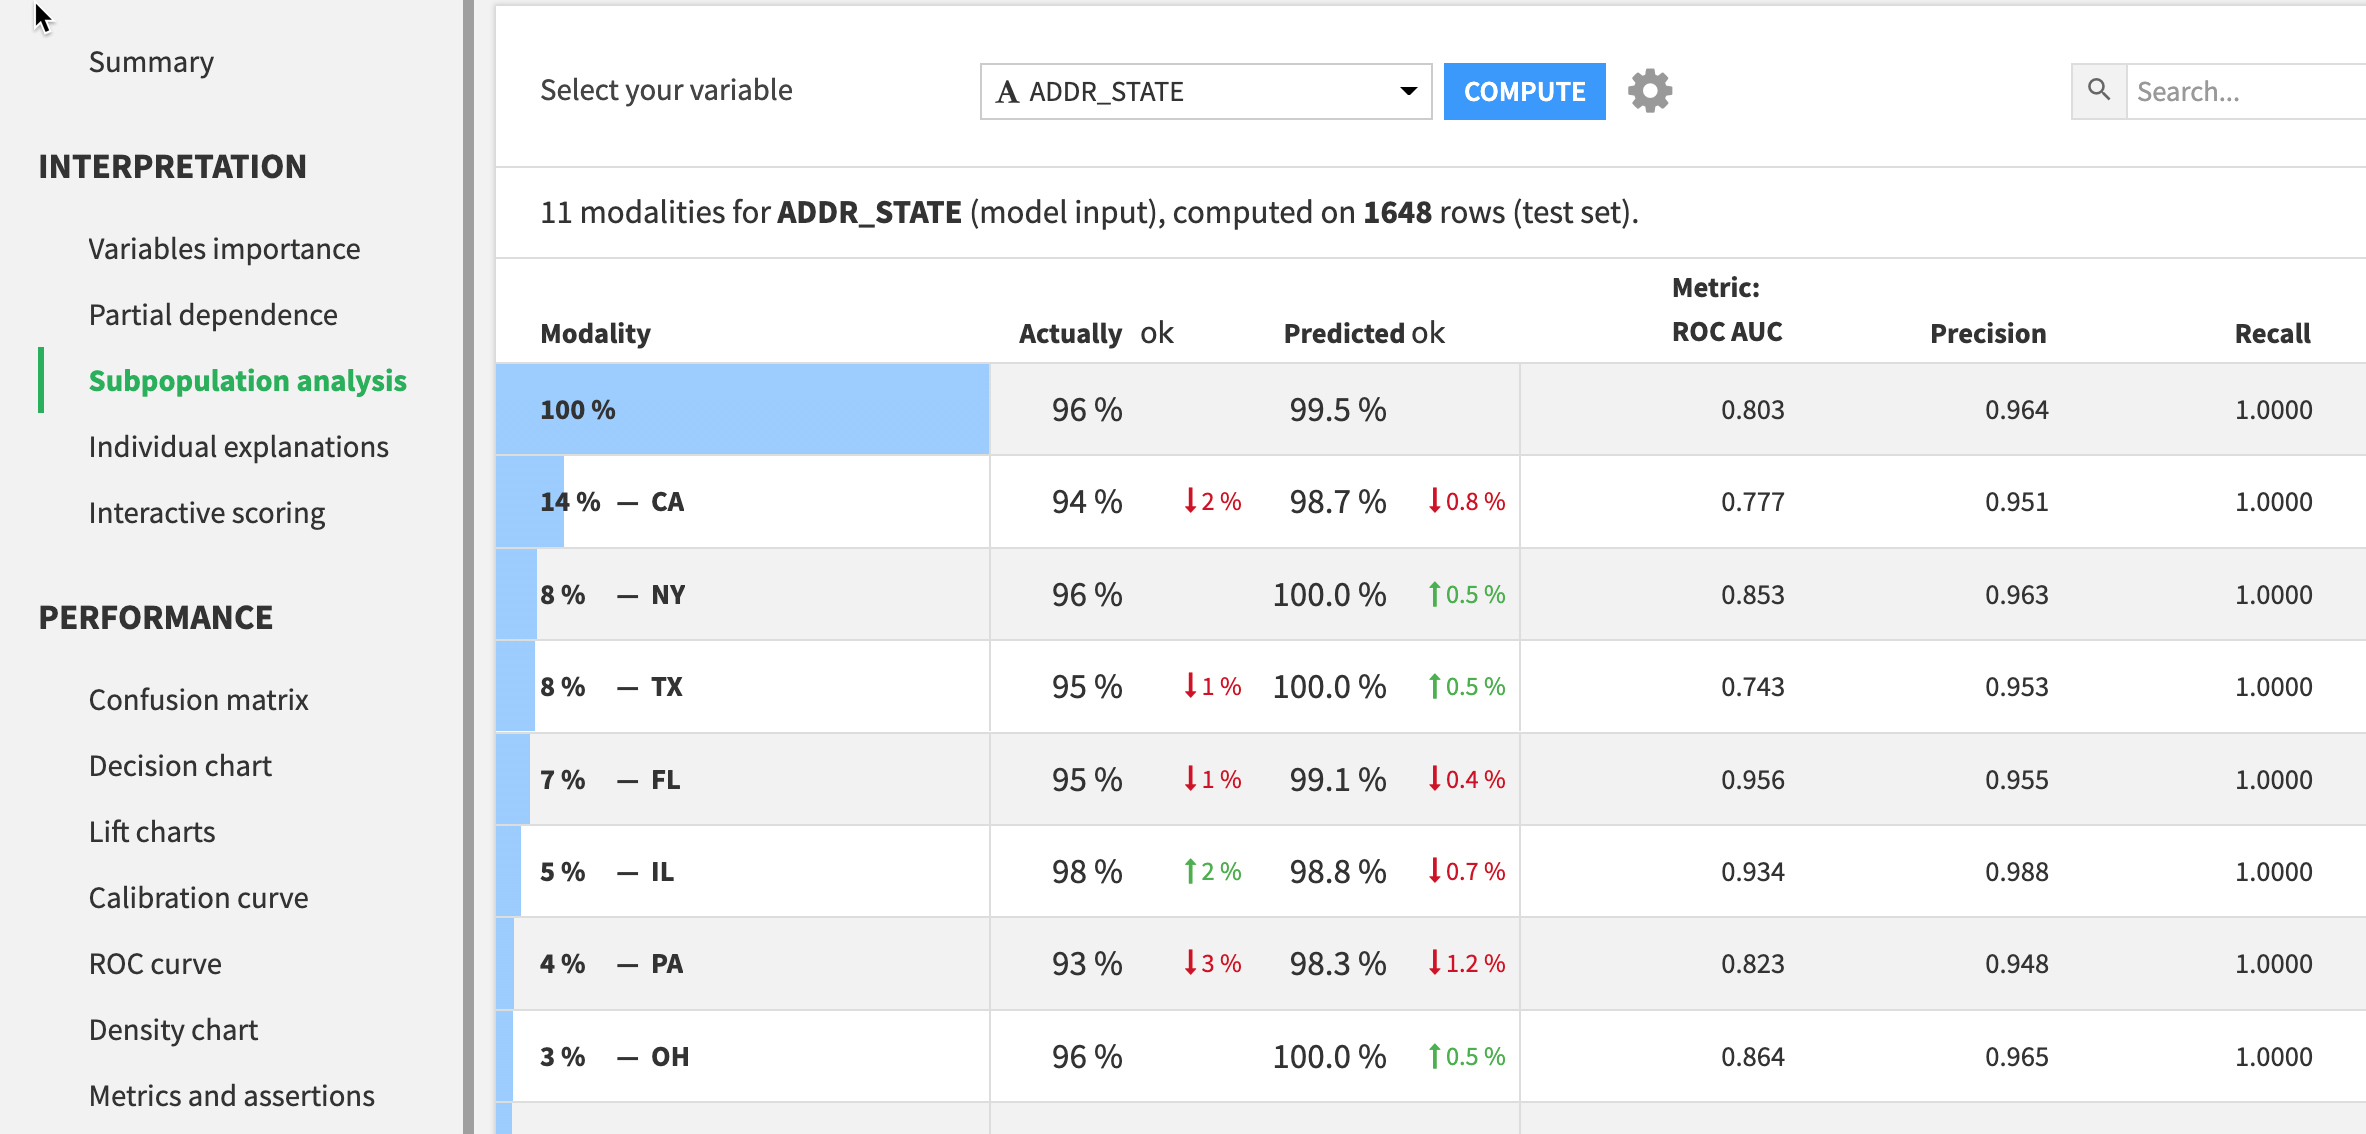 Summary
INTERPRETATION
Variables importance
Partial dependence
Subpopulation analysis
Individual explanations
Interactive scoring
PERFORMANCE
Confusion matrix
Decision chart
Lift charts
Calibration curve
ROC curve
Density chart
Metrics and assertions
Select your variable A ADDR_STATE COMPUTE Search...
11 modalities for ADDR_STATE (model input), computed on 1648 rows (test set).
Modality Actually ok Predicted ok Metric: ROC AUC Precision Recall
100 % 96 % 99.5 % 0.803 0.964 1.0000
14 % — CA 94 % ↓2 % 98.7 % ↓0.8 % 0.777 0.951 1.0000
8 % — NY 96 % 100.0 % ↑0.5 % 0.853 0.963 1.0000
8 % — TX 95 % ↓1 % 100.0 % ↑0.5 % 0.743 0.953 1.0000
7 % — FL 95 % ↓1 % 99.1 % ↓0.4 % 0.956 0.955 1.0000
5 % — IL 98 % ↑2 % 98.8 % ↓0.7 % 0.934 0.988 1.0000
4 % — PA 93 % ↓3 % 98.3 % ↓1.2 % 0.823 0.948 1.0000
3 % — OH 96 % 100.0 % ↑0.5 % 0.864 0.965 1.0000